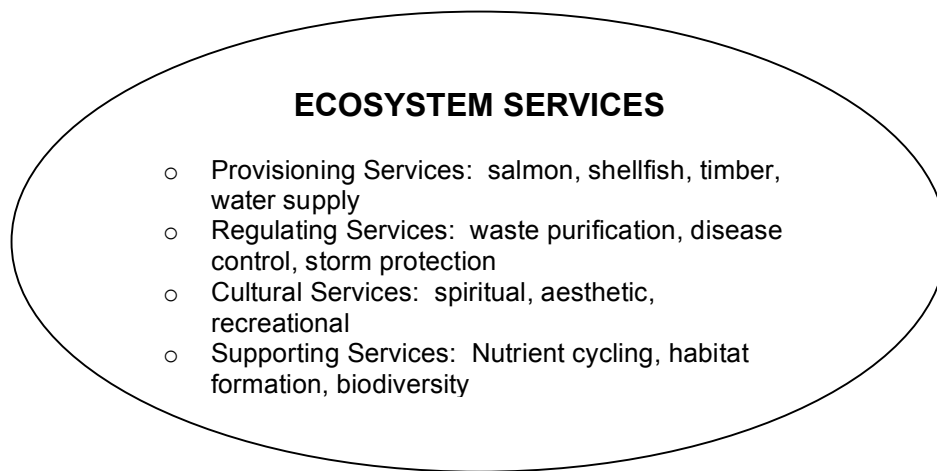 ECOSYSTEM SERVICES
o Provisioning Services: salmon, shellfish, timber,
water supply
o Regulating Services: waste purification, disease
control, storm protection
o Cultural Services: spiritual, aesthetic,
recreational
o Supporting Services: Nutrient cycling, habitat
formation, biodiversity